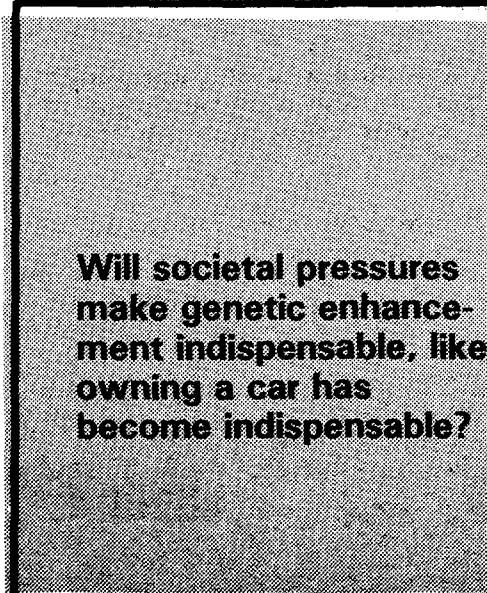 Will societal pressures
make genetic enhance-
ment indispensable, like
owning a car has
become indispensable?